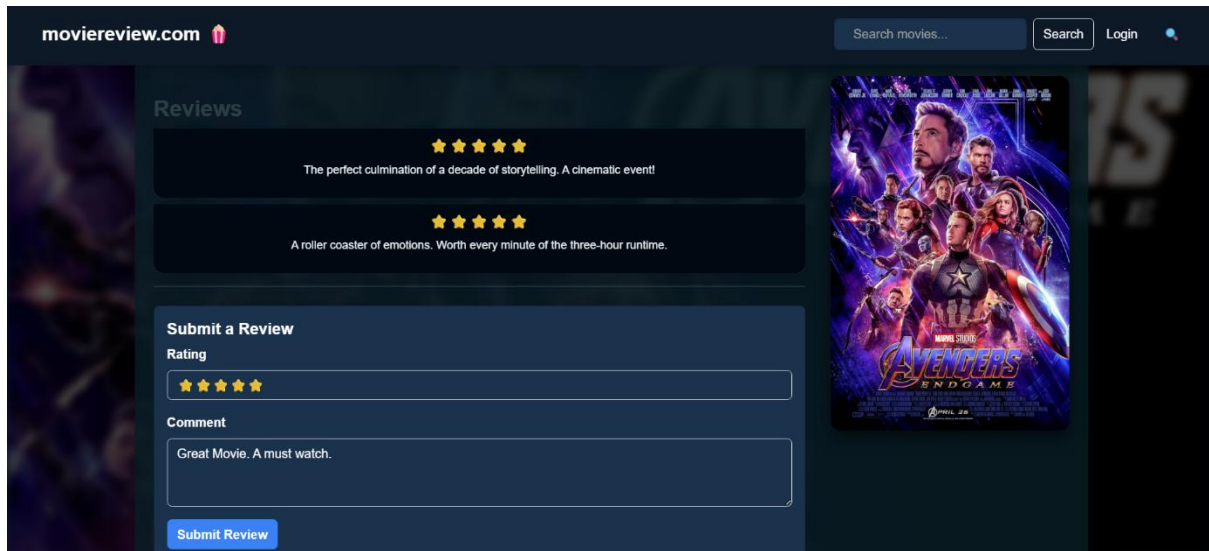 moviereview.com
Search movies...
Search
Login
Reviews
The perfect culmination of a decade of storytelling. A cinematic event!
A roller coaster of emotions. Worth every minute of the three-hour runtime.
Submit a Review
Rating
Comment
Great Movie. A must watch.
Submit Review
MARVEL STUDIOS
AVENGERS
ENDGAME
APRIL 26